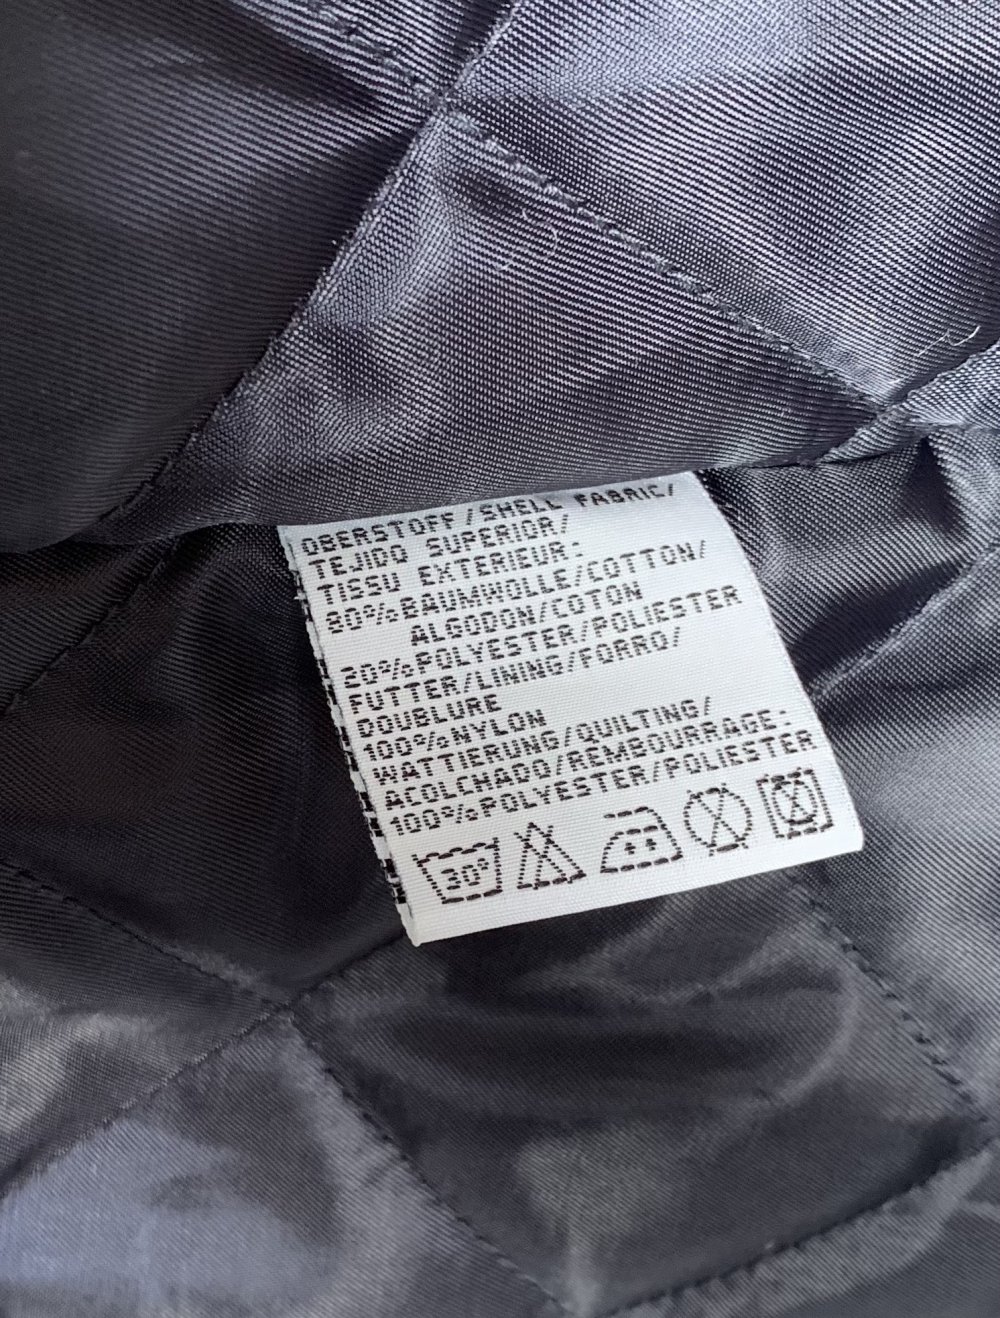 OBERSTOFF/SHELL FABRIC/
TEJIDO SUPERIOR/
TISSU EXTERIEUR:
80%BAUMWOLLE/COTTON/
ALGODON/COTON
20%POLYESTER/POLIESTER
FUTTER/LINING/FORRO/
DOUBLURE
100%NYLON
WATTIERUNG/QUILTING/
ACOLCHADO/REMBOURRAGE:
100%POLYESTER/POLIESTER
30°